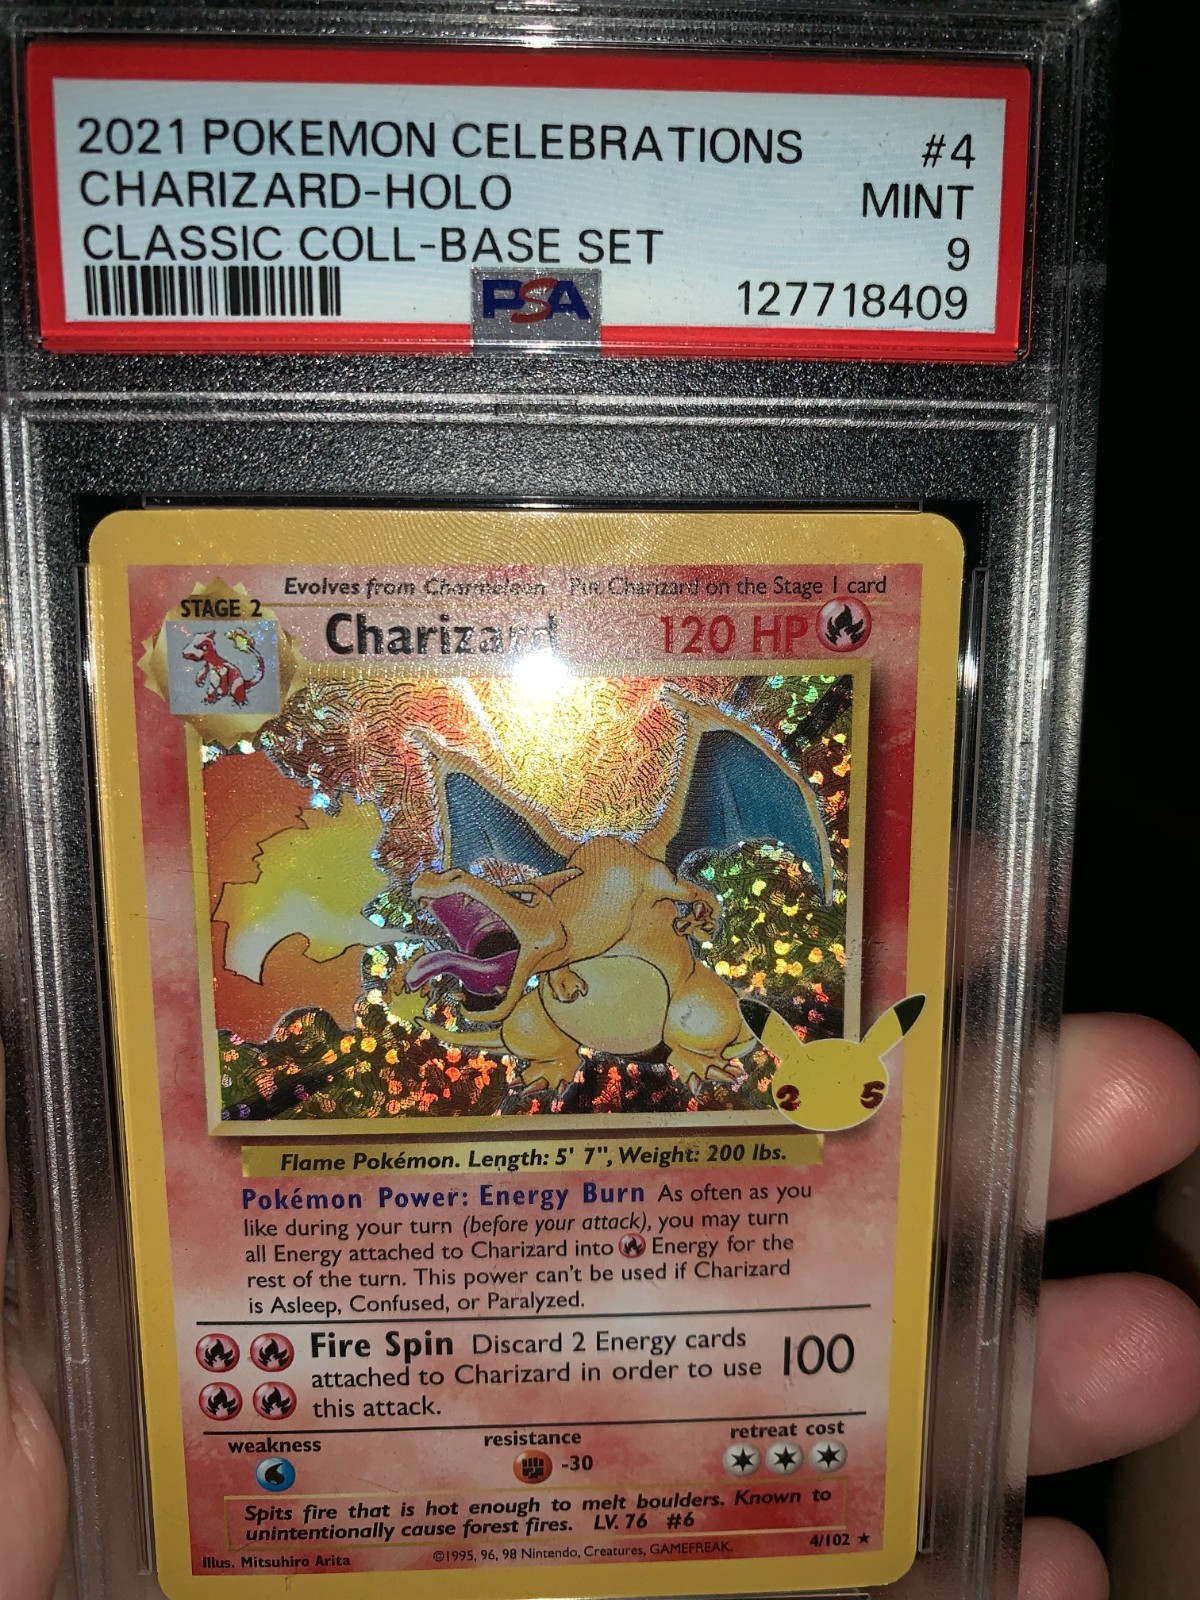 2021 POKEMON CELEBRATIONS #4
CHARIZARD-HOLO MINT
CLASSIC COLL-BASE SET 9
PSA 127718409
Evolves from Charmeleon Put Charizard on the Stage 1 card
STAGE 2
Charizard 120 HP
2 5
Flame Pokémon. Length: 5' 7", Weight: 200 lbs.
Pokémon Power: Energy Burn As often as you
like during your turn (before your attack), you may turn
all Energy attached to Charizard into Energy for the
rest of the turn. This power can't be used if Charizard
is Asleep, Confused, or Paralyzed.
Fire Spin Discard 2 Energy cards 100
attached to Charizard in order to use
this attack.
weakness resistance retreat cost
-30
Spits fire that is hot enough to melt boulders. Known to
unintentionally cause forest fires. LV. 76 #6
4/102 ★
Illus. Mitsuhiro Arita ©1995, 96, 98 Nintendo, Creatures, GAMEFREAK.